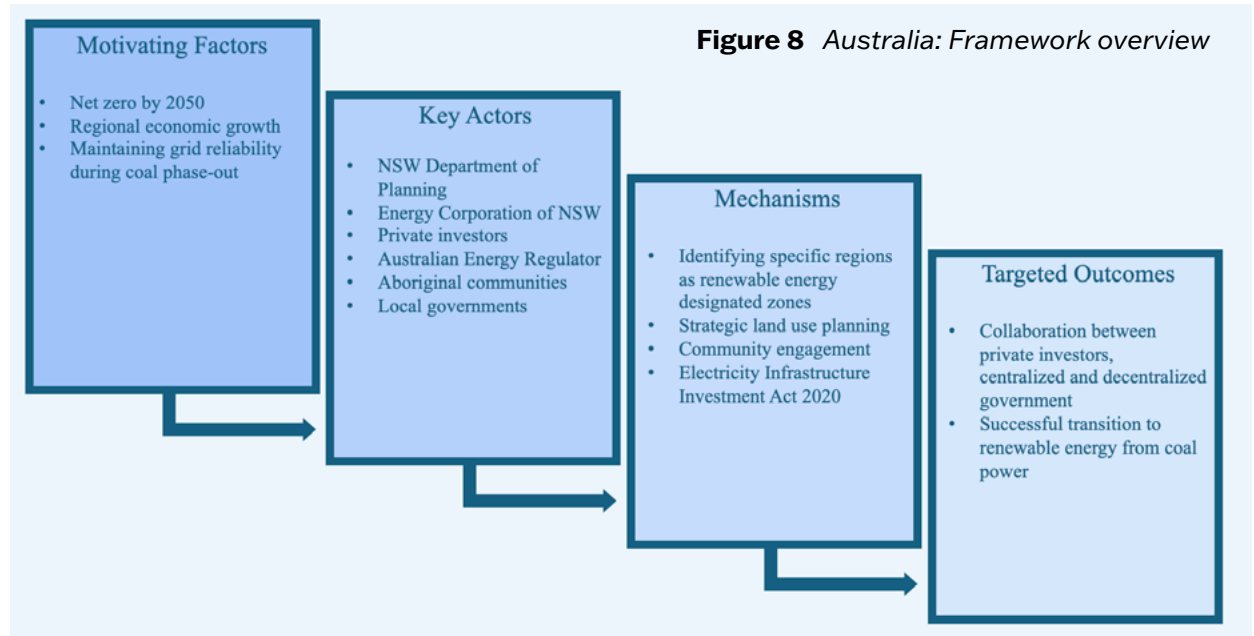 Figure 8 Australia: Framework overview
Motivating Factors
• Net zero by 2050
• Regional economic growth
• Maintaining grid reliability
during coal phase-out
Key Actors
• NSW Department of
Planning
• Energy Corporation of NSW
• Private investors
• Australian Energy Regulator
• Aboriginal communities
• Local governments
Mechanisms
• Identifying specific regions
as renewable energy
designated zones
• Strategic land use planning
• Community engagement
• Electricity Infrastructure
Investment Act 2020
Targeted Outcomes
• Collaboration between
private investors,
centralized and decentralized
government
• Successful transition to
renewable energy from coal
power